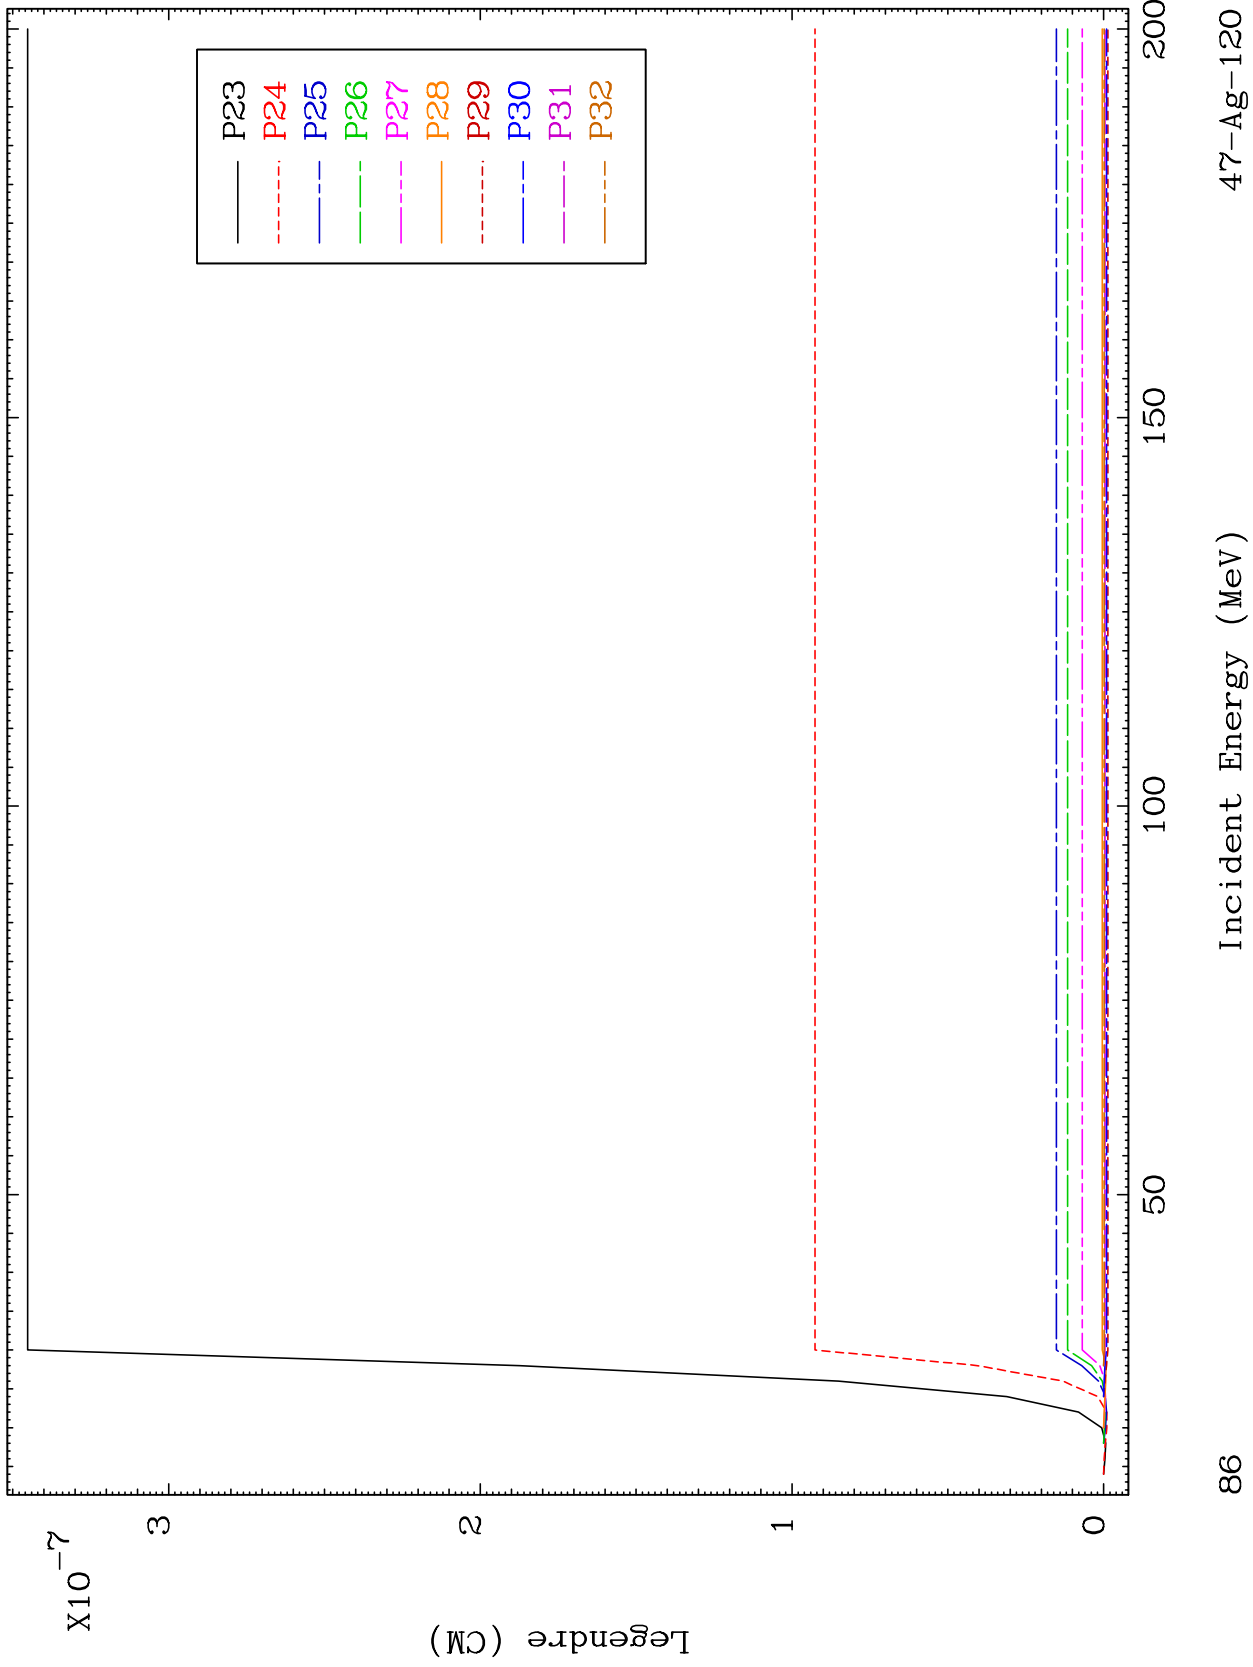 X10-7
3
2
1
0
Legendre (CM)
P23
P24
P25
P26
P27
P28
P29
P30
P31
P32
50
100
150
200
Incident Energy (MeV)
86
47-Ag-120